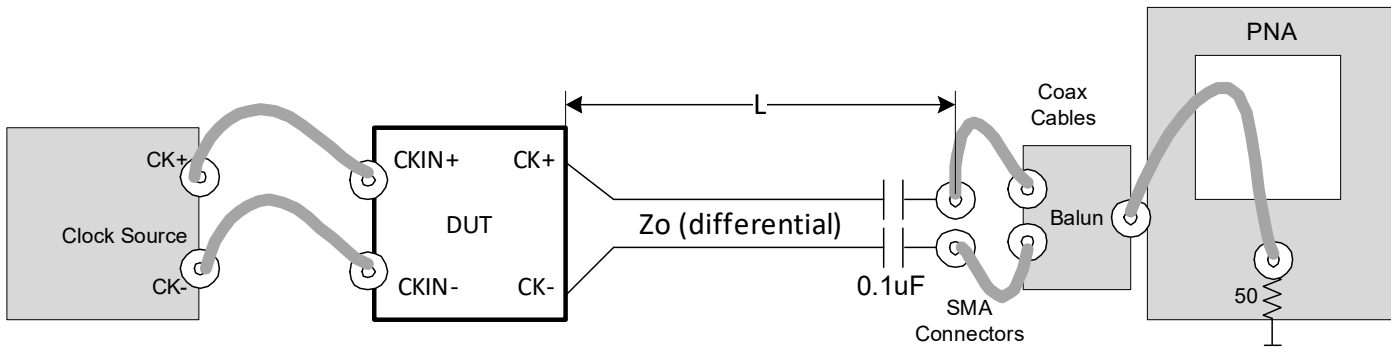 PNA
L
Coax
Cables
CK+
CKIN+
CK+
Clock Source
DUT
Zo (differential)
Balun
CK-
CKIN-
CK-
0.1uF
SMA
Connectors
50